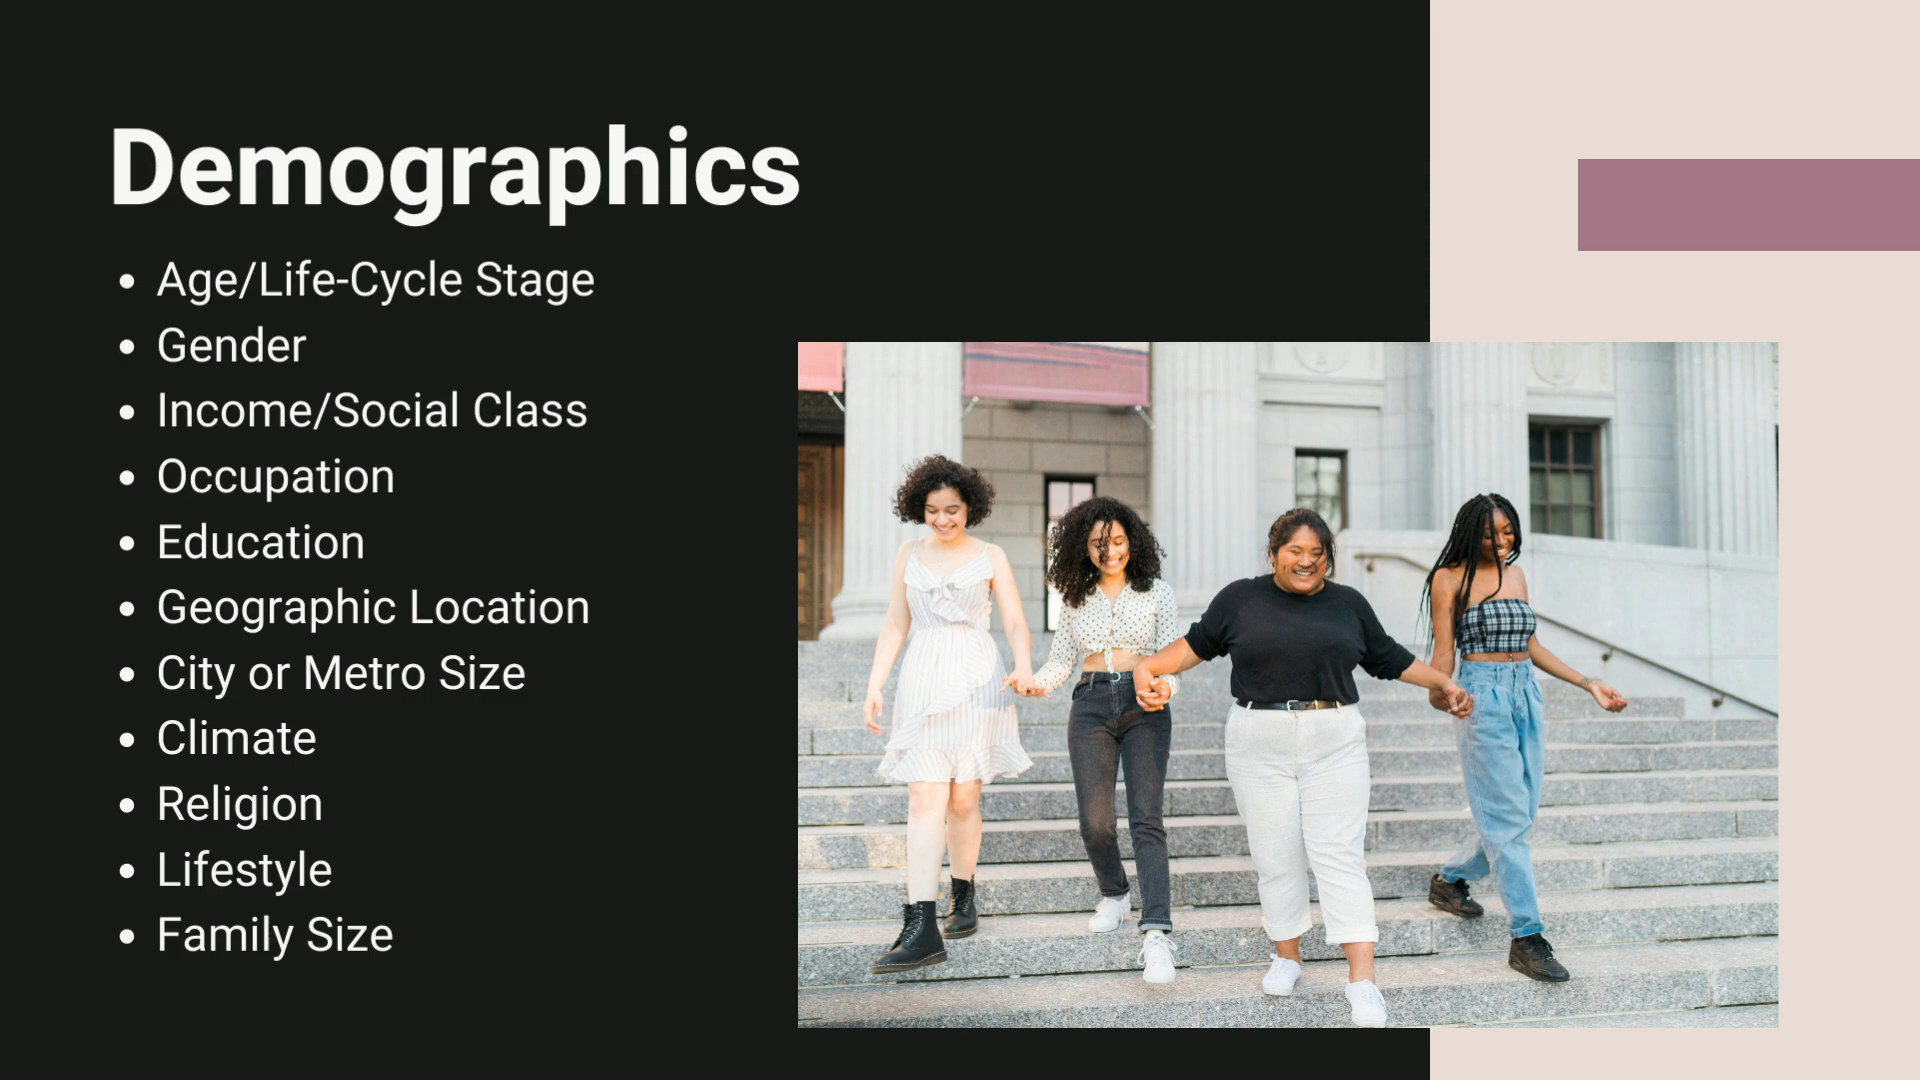 Demographics
• Age/Life-Cycle Stage
• Gender
• Income/Social Class
• Occupation
• Education
• Geographic Location
• City or Metro Size
• Climate
• Religion
• Lifestyle
• Family Size